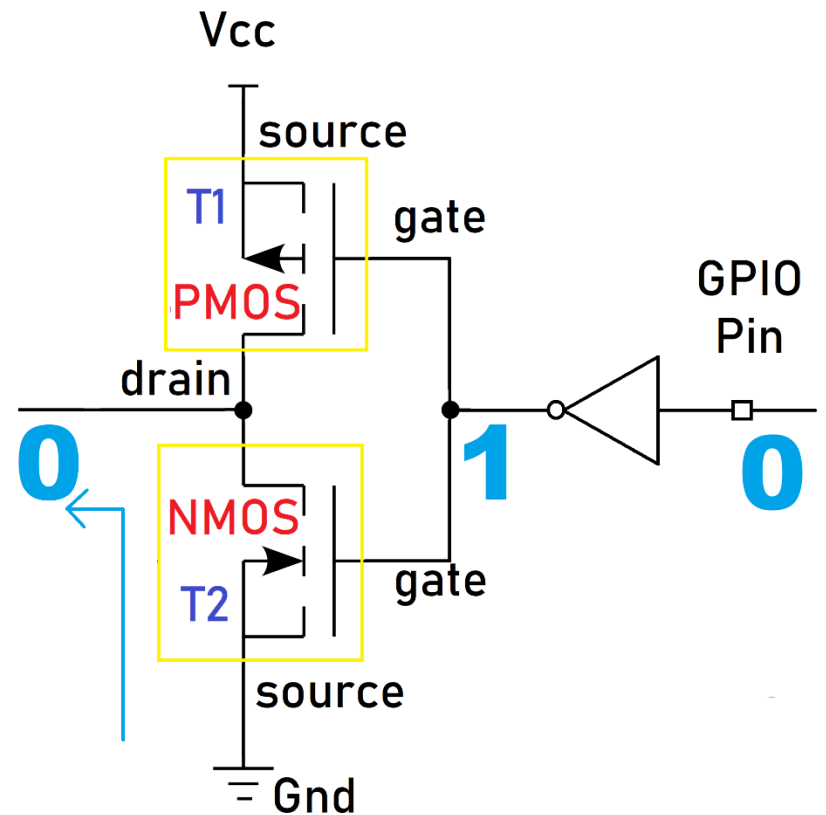 Vcc
source
T1
gate
PMOS
GPIO
Pin
drain
0
1
0
NMOS
gate
T2
source
Gnd